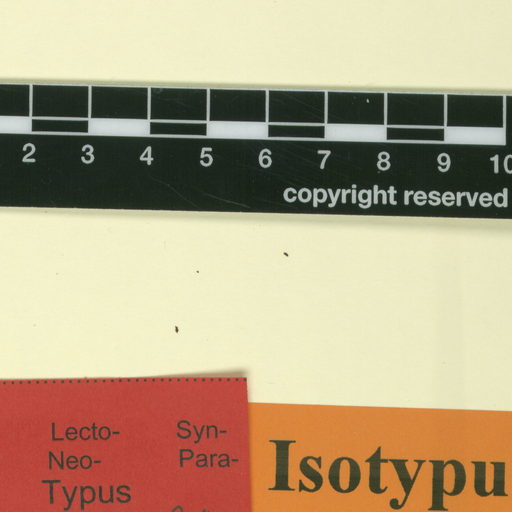 2 3 4 5 6 7 8 9 10
copyright reserved
Lecto- Syn-
Neo- Para-
Typus
Isotypu